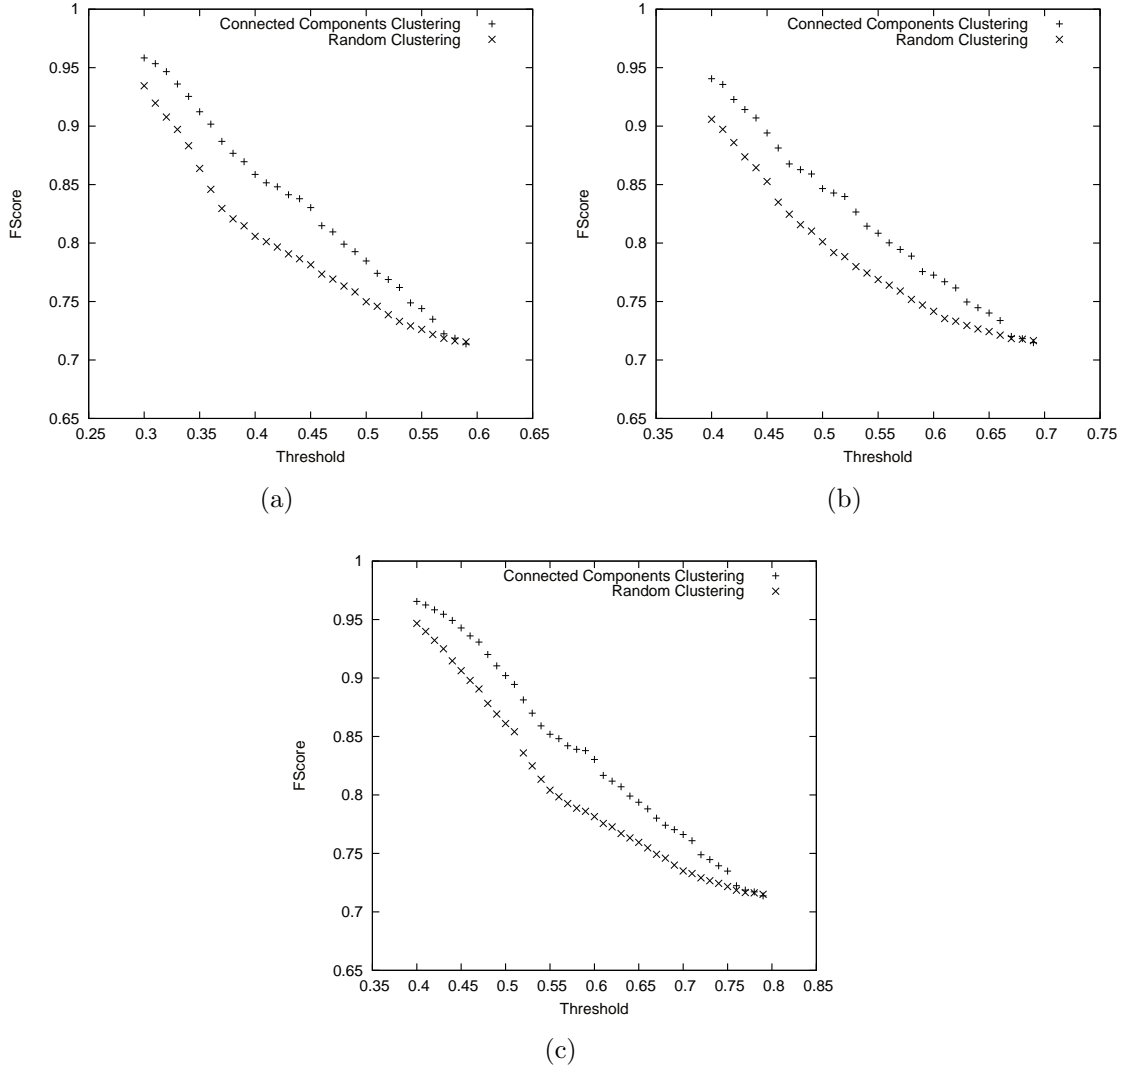 1
0.95
0.9
0.85
0.8
0.75
0.7
0.65
FScore
Connected Components Clustering
Random Clustering
0.25 0.3 0.35 0.4 0.45 0.5 0.55 0.6 0.65
Threshold
(a)
1
0.95
0.9
0.85
0.8
0.75
0.7
0.65
FScore
Connected Components Clustering
Random Clustering
0.35 0.4 0.45 0.5 0.55 0.6 0.65 0.7 0.75
Threshold
(b)
1
0.95
0.9
0.85
0.8
0.75
0.7
0.65
FScore
Connected Components Clustering
Random Clustering
0.35 0.4 0.45 0.5 0.55 0.6 0.65 0.7 0.75 0.8 0.85
Threshold
(c)